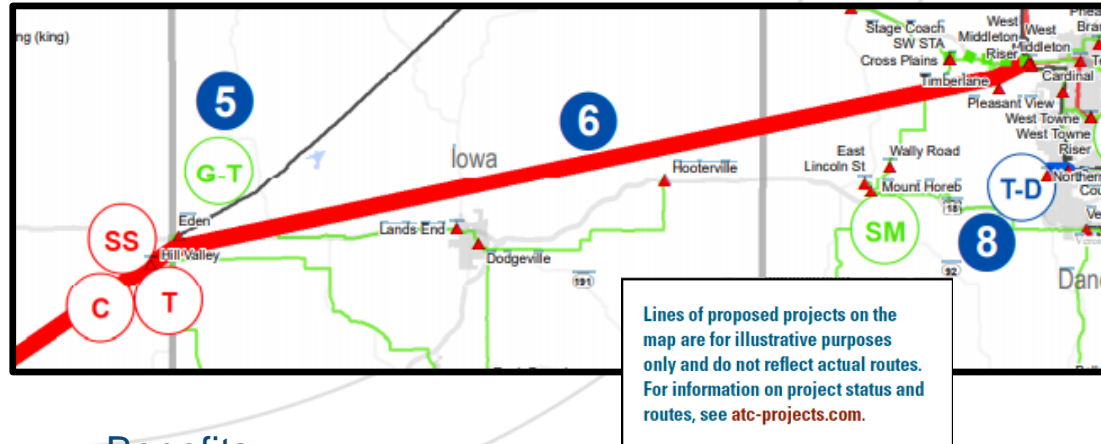 ng (king)
5
G-T
Eden
SS
Hill Valley
C
T
Iowa
6
Lands End
Dodgeville
Hooterville
191
Stage Coach
SW STA
Cross Plains
West
Middleton
Riser
West
Middleton
Timberlane
Cardinal
Pleasant View
West Towne
West Towne
Riser
East
Lincoln St
Wally Road
Mount Horeb
18
SM
T-D
8
92
Northern
Dane
Lines of proposed projects on the
map are for illustrative purposes
only and do not reflect actual routes.
For information on project status and
routes, see atc-projects.com.
Benefits